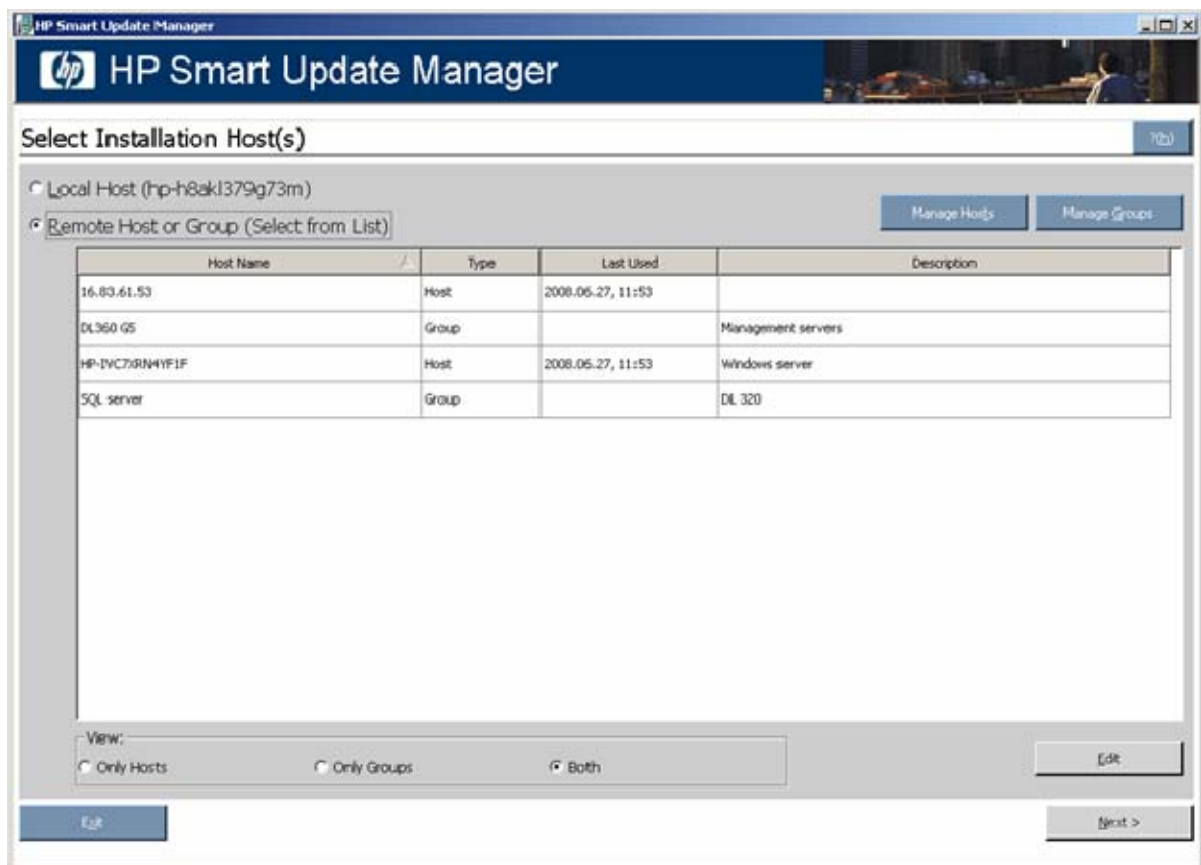 HP Smart Update Manager
hp HP Smart Update Manager
Select Installation Host(s)
?(h)
Local Host (hp-h8akl379g73m)
Manage Hosts Manage Groups
Remote Host or Group (Select from List)
Host Name Type Last Used Description
16.83.61.53 Host 2008.06.27, 11:53
DL360 G5 Group Management servers
HP-IVC7XRN4YF1F Host 2008.06.27, 11:53 Windows server
SQL server Group DL 320
View:
Only Hosts Only Groups Both
Edit
Exit Next >